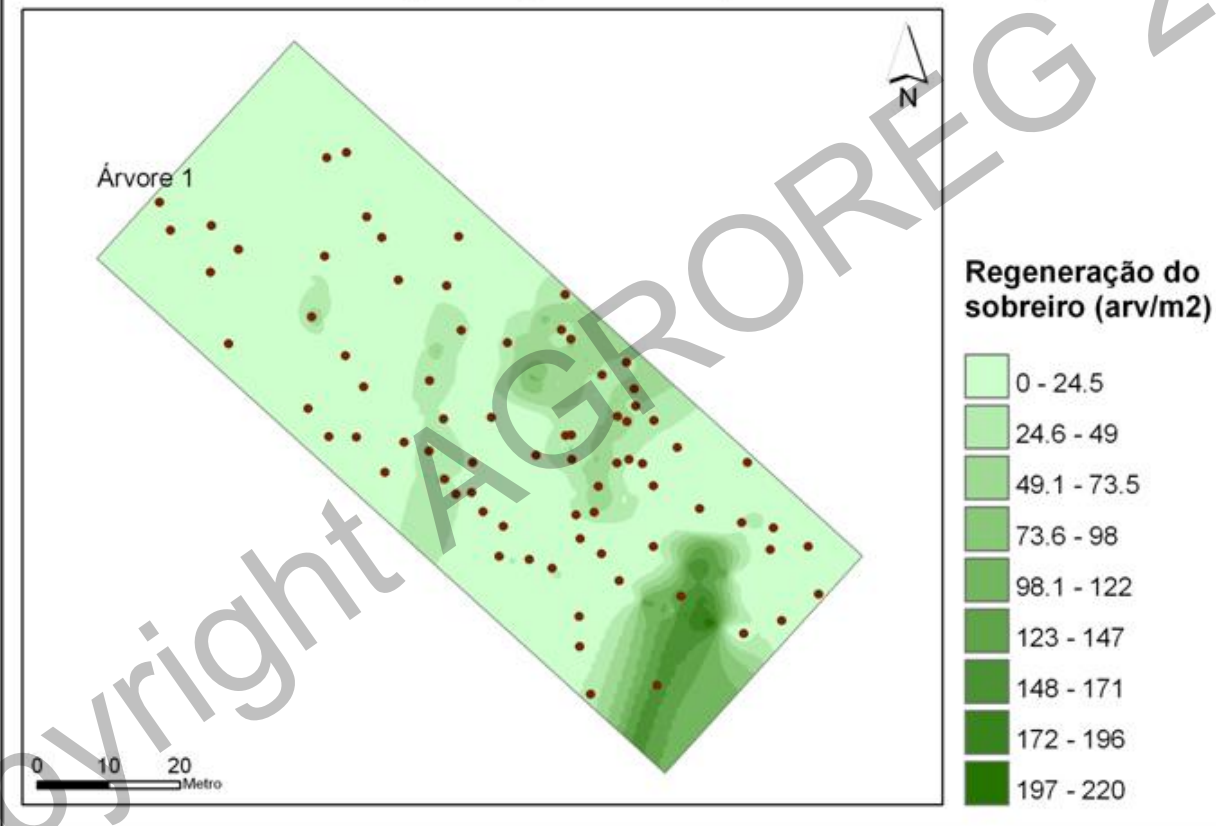 N
Árvore 1
Regeneração do
sobreiro (arv/m2)
0 - 24.5
24.6 - 49
49.1 - 73.5
73.6 - 98
98.1 - 122
123 - 147
148 - 171
172 - 196
197 - 220
0 10 20
Metro
opyright AGROREG 2